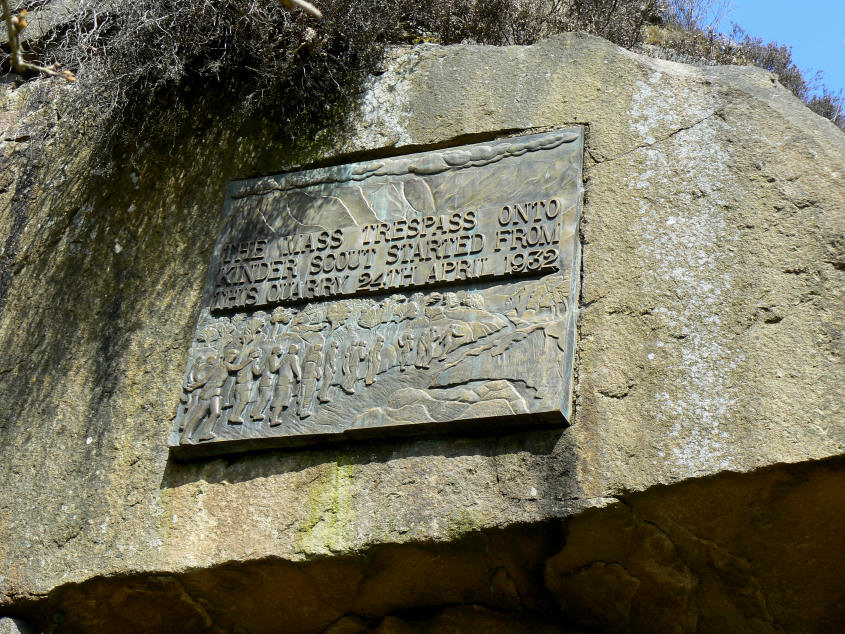 THE MASS TRESPASS ONTO
KINDER SCOUT STARTED FROM
THIS QUARRY 24TH APRIL 1932